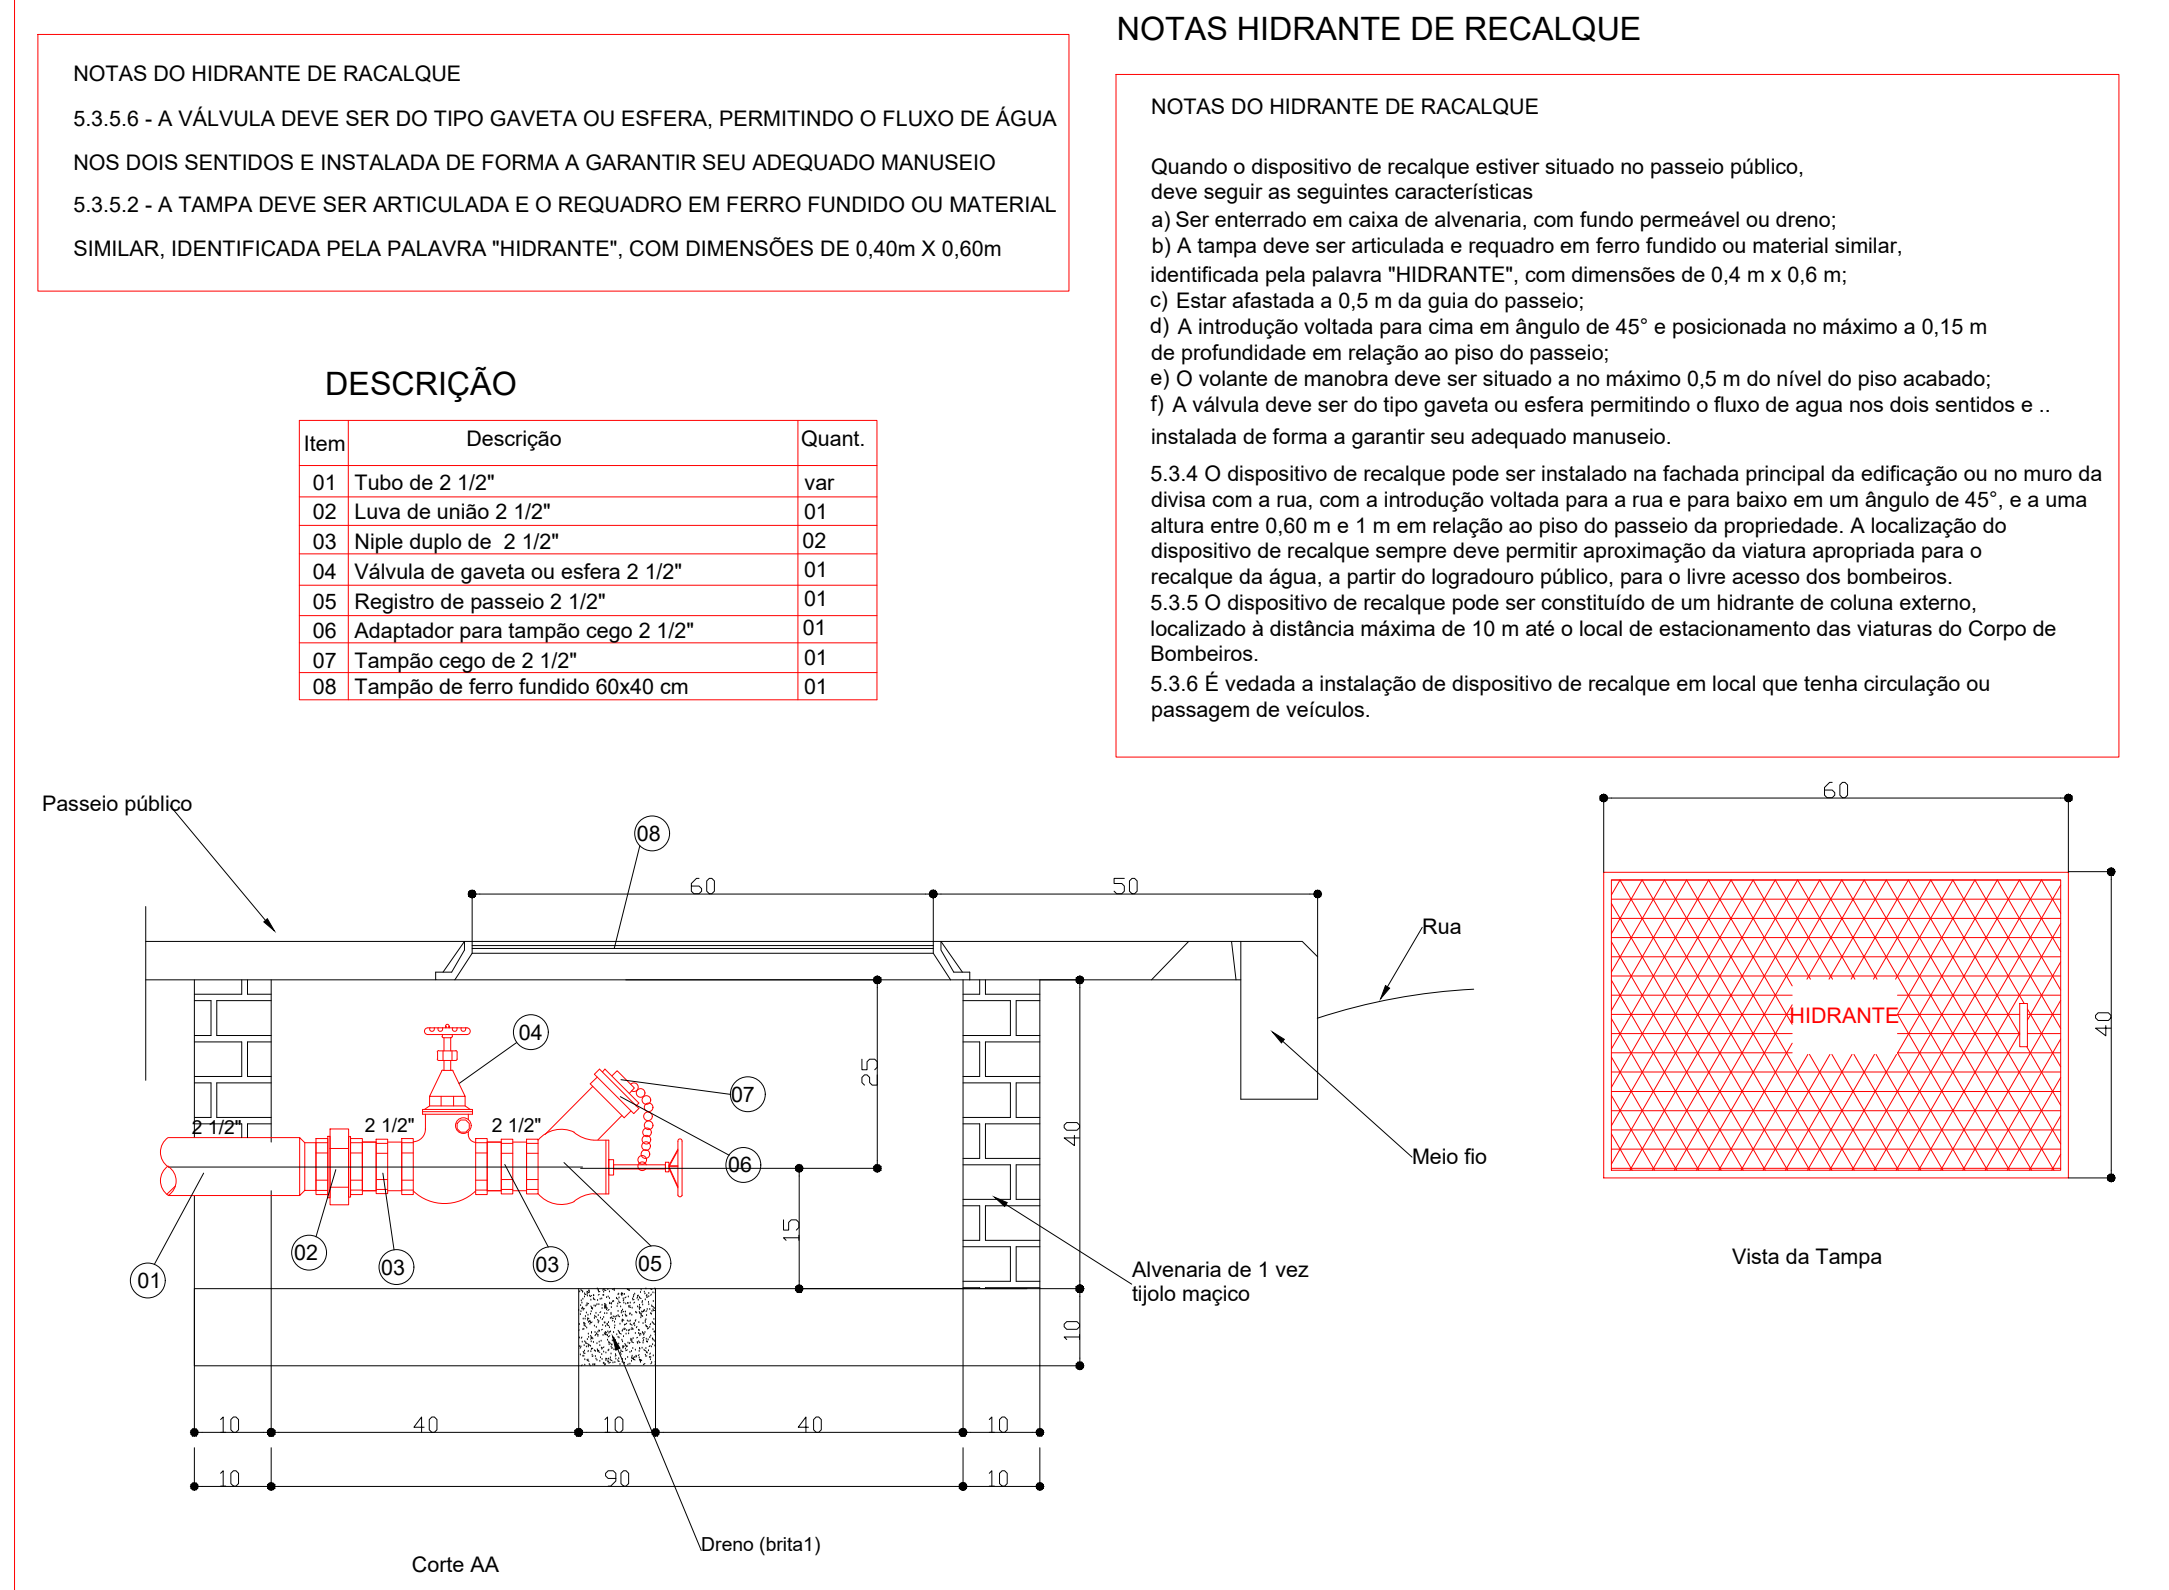 NOTAS HIDRANTE DE RECALQUE
NOTAS DO HIDRANTE DE RACALQUE
5.3.5.6 - A VÁLVULA DEVE SER DO TIPO GAVETA OU ESFERA, PERMITINDO O FLUXO DE ÁGUA
NOS DOIS SENTIDOS E INSTALADA DE FORMA A GARANTIR SEU ADEQUADO MANUSEIO
5.3.5.2 - A TAMPA DEVE SER ARTICULADA E O REQUADRO EM FERRO FUNDIDO OU MATERIAL
SIMILAR, IDENTIFICADA PELA PALAVRA "HIDRANTE", COM DIMENSÕES DE 0,40m X 0,60m
NOTAS DO HIDRANTE DE RACALQUE
Quando o dispositivo de recalque estiver situado no passeio público,
deve seguir as seguintes características
a) Ser enterrado em caixa de alvenaria, com fundo permeável ou dreno;
b) A tampa deve ser articulada e requadro em ferro fundido ou material similar,
identificada pela palavra "HIDRANTE", com dimensões de 0,4 m x 0,6 m;
c) Estar afastada a 0,5 m da guia do passeio;
d) A introdução voltada para cima em ângulo de 45° e posicionada no máximo a 0,15 m
de profundidade em relação ao piso do passeio;
e) O volante de manobra deve ser situado a no máximo 0,5 m do nível do piso acabado;
f) A válvula deve ser do tipo gaveta ou esfera permitindo o fluxo de agua nos dois sentidos e ..
instalada de forma a garantir seu adequado manuseio.
5.3.4 O dispositivo de recalque pode ser instalado na fachada principal da edificação ou no muro da
divisa com a rua, com a introdução voltada para a rua e para baixo em um ângulo de 45°, e a uma
altura entre 0,60 m e 1 m em relação ao piso do passeio da propriedade. A localização do
dispositivo de recalque sempre deve permitir aproximação da viatura apropriada para o
recalque da água, a partir do logradouro público, para o livre acesso dos bombeiros.
5.3.5 O dispositivo de recalque pode ser constituído de um hidrante de coluna externo,
localizado à distância máxima de 10 m até o local de estacionamento das viaturas do Corpo de
Bombeiros.
5.3.6 É vedada a instalação de dispositivo de recalque em local que tenha circulação ou
passagem de veículos.
DESCRIÇÃO
Item Descrição Quant.
01 Tubo de 2 1/2" var
02 Luva de união 2 1/2" 01
03 Niple duplo de 2 1/2" 02
04 Válvula de gaveta ou esfera 2 1/2" 01
05 Registro de passeio 2 1/2" 01
06 Adaptador para tampão cego 2 1/2" 01
07 Tampão cego de 2 1/2" 01
08 Tampão de ferro fundido 60x40 cm 01
Passeio público
08
60
50
Rua
04
25
07
2 1/2"
2 1/2"
2 1/2"
40
06
Meio fio
15
02
03
03
05
01
Alvenaria de 1 vez
tijolo maçico
10
10
40
10
40
10
10
90
10
Dreno (brita1)
Corte AA
60
HIDRANTE
40
Vista da Tampa